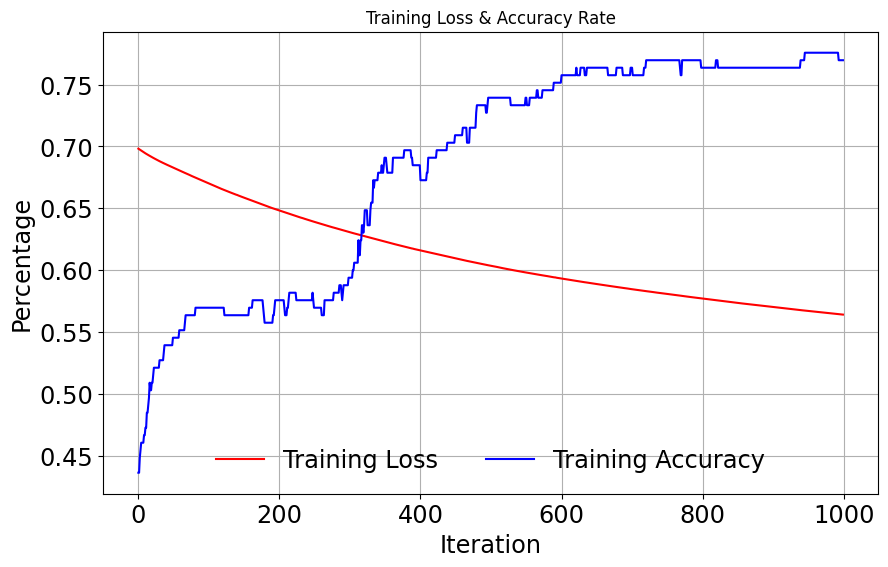 Training Loss & Accuracy Rate
Percentage
0.75
0.70
0.65
0.60
0.55
0.50
0.45
Training Loss Training Accuracy
0 200 400 600 800 1000
Iteration